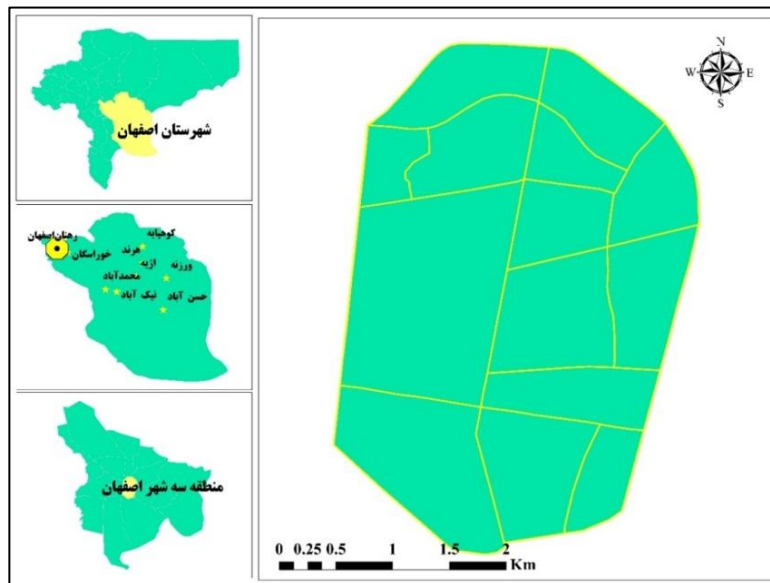 شهرستان اصفهان
کوهپایه
رهنان اصفهان
هرند
خوراسگان
اژیه
ورزنه
محمدآباد
نیک آباد
حسن آباد
منطقه سه شهر اصفهان
N
W E
S
0 0.25 0.5 1 1.5 2
Km